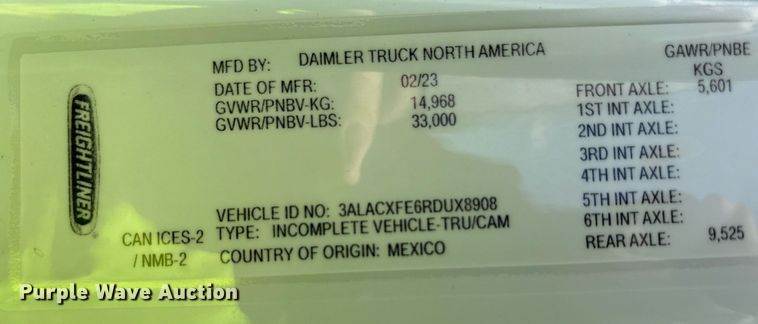 FREIGHTLINER
MFD BY: DAIMLER TRUCK NORTH AMERICA
DATE OF MFR: 02/23
GVWR/PNBV-KG: 14,968
GVWR/PNBV-LBS: 33,000
VEHICLE ID NO: 3ALACXFE6RDUX8908
TYPE: INCOMPLETE VEHICLE-TRU/CAM
COUNTRY OF ORIGIN: MEXICO
CAN ICES-2
/ NMB-2
GAWR/PNBE
KGS
FRONT AXLE: 5,601
1ST INT AXLE:
2ND INT AXLE:
3RD INT AXLE:
4TH INT AXLE:
5TH INT AXLE:
6TH INT AXLE:
REAR AXLE: 9,525
Purple Wave Auction